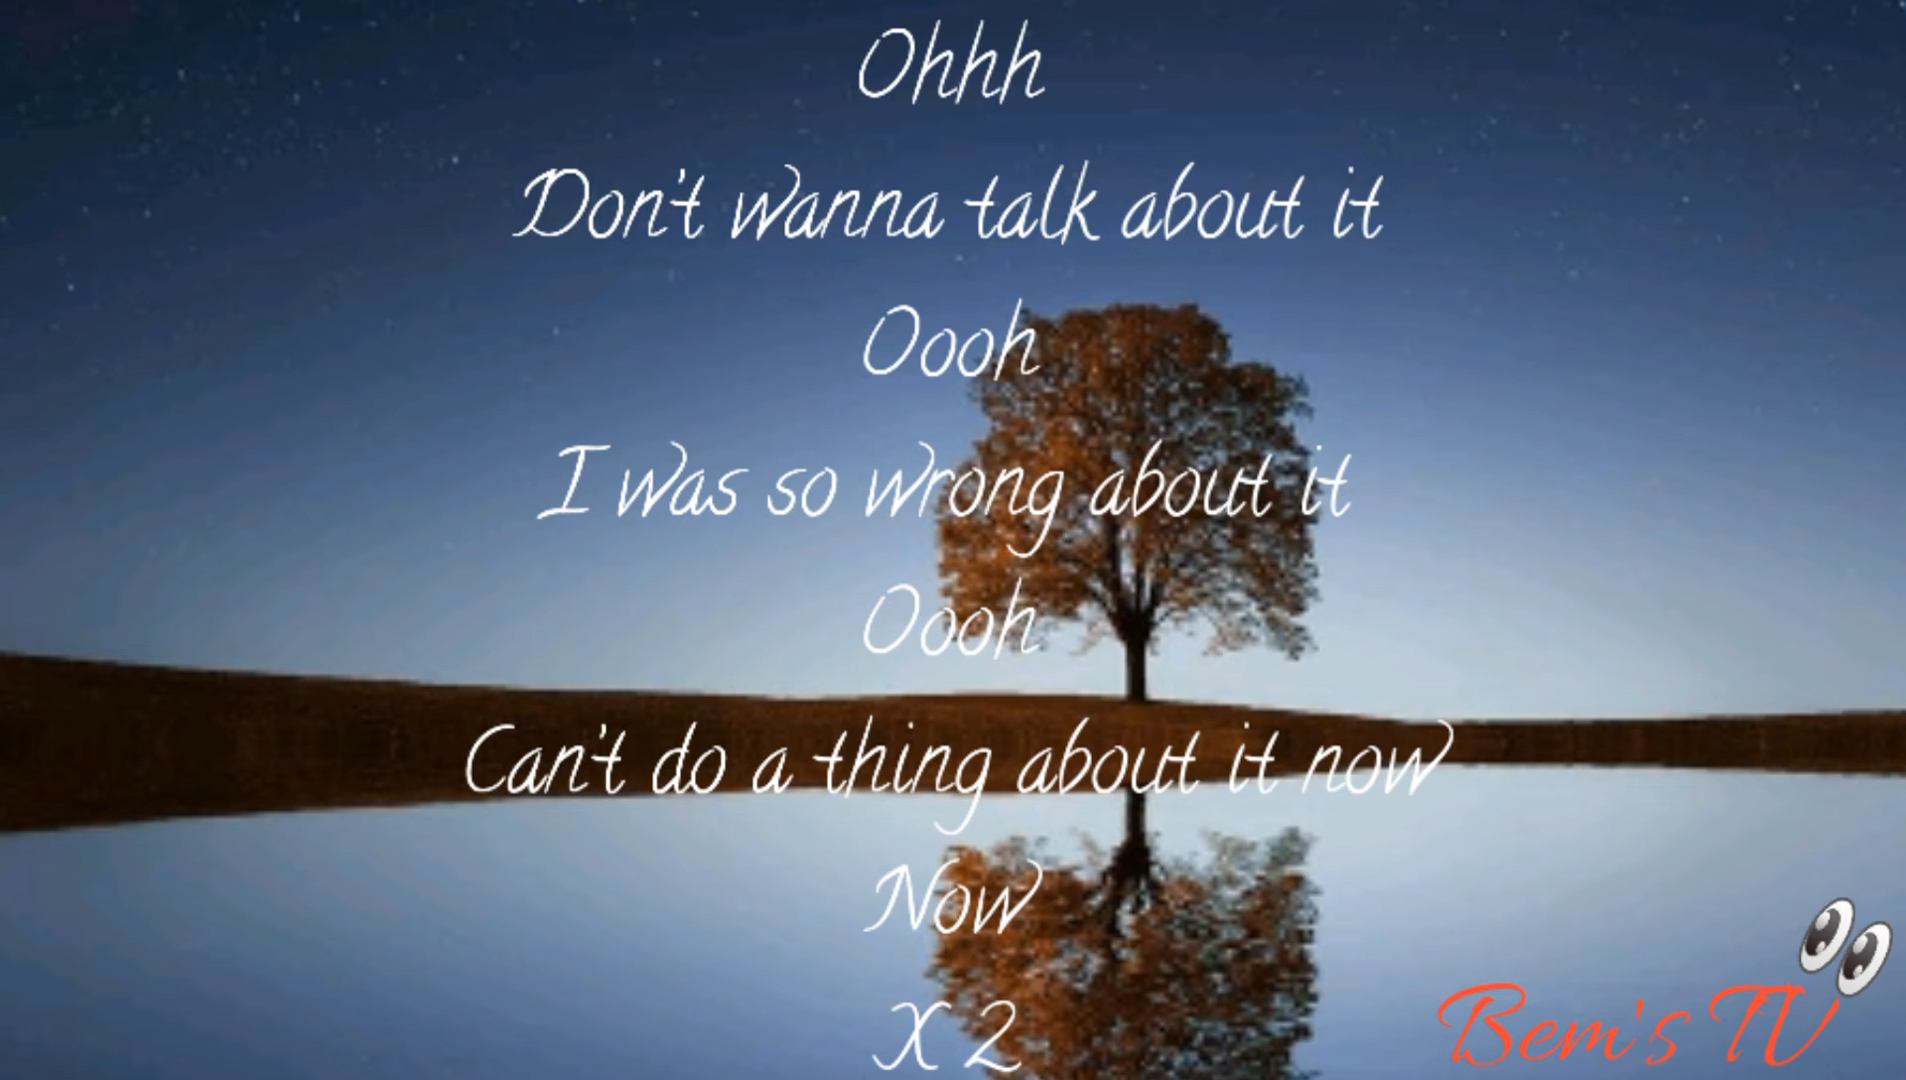 Ohhh
Don't wanna talk about it
Oooh
I was so wrong about it
Oooh
Can't do a thing about it now
Now
X 2
Bem's TV